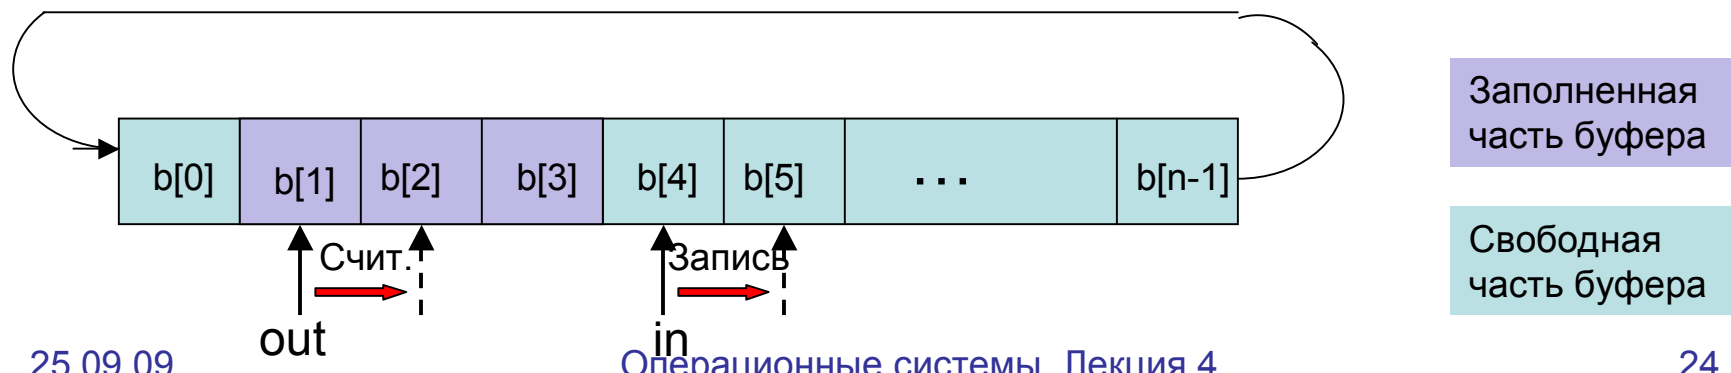 Заполненная
часть буфера
b[0] b[1] b[2] b[3] b[4] b[5] ... b[n-1]
Свободная
часть буфера
Счит. Запись
out in
25.09.09 Операционные системы. Лекция 4 24